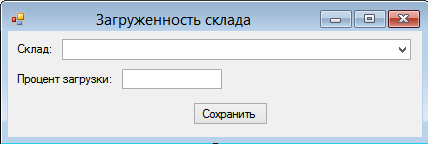 Загруженность склада
Склад:
Процент загрузки:
Сохранить